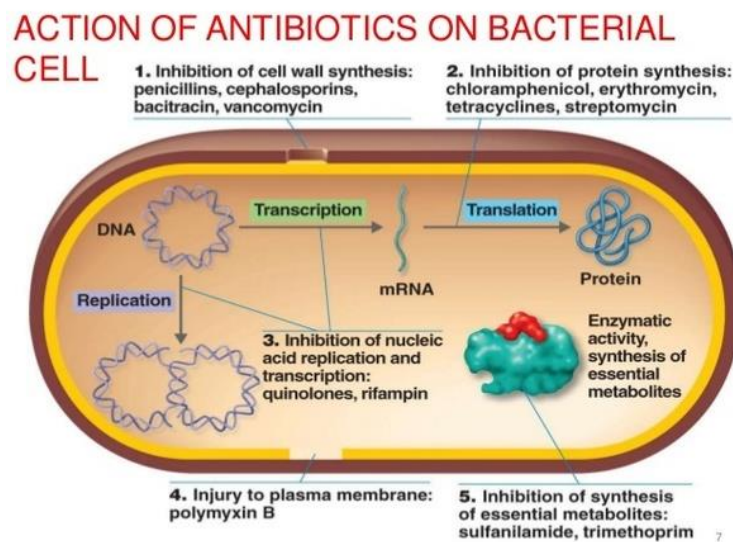 ACTION OF ANTIBIOTICS ON BACTERIAL
CELL
1. Inhibition of cell wall synthesis:
penicillins, cephalosporins,
bacitracin, vancomycin
2. Inhibition of protein synthesis:
chloramphenicol, erythromycin,
tetracyclines, streptomycin
DNA
Transcription
mRNA
Translation
Protein
Replication
3. Inhibition of nucleic
acid replication and
transcription:
quinolones, rifampin
Enzymatic
activity,
synthesis of
essential
metabolites
4. Injury to plasma membrane:
polymyxin B
5. Inhibition of synthesis
of essential metabolites:
sulfanilamide, trimethoprim
7